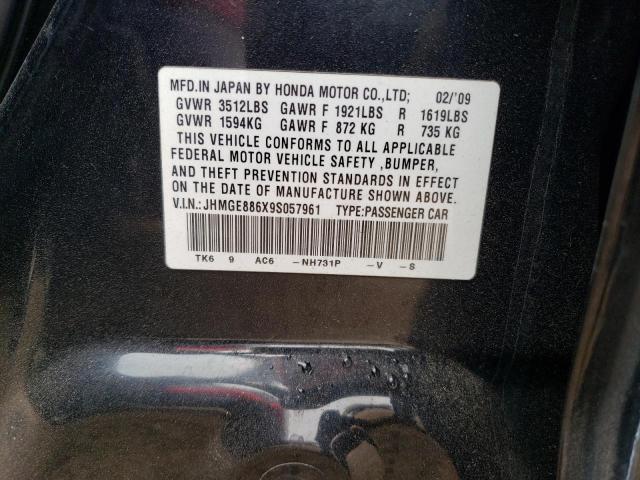 MFD.IN JAPAN BY HONDA MOTOR CO.,LTD; 02/'09
GVWR 3512LBS GAWR F 1921LBS R 1619LBS
GVWR 1594KG GAWR F 872 KG R 735 KG
THIS VEHICLE CONFORMS TO ALL APPLICABLE
FEDERAL MOTOR VEHICLE SAFETY ,BUMPER,
AND THEFT PREVENTION STANDARDS IN EFFECT
ON THE DATE OF MANUFACTURE SHOWN ABOVE.
V.I.N.:JHMGE886X9S057961 TYPE:PASSENGER CAR
TK6 9 AC6 -NH731P -V -S